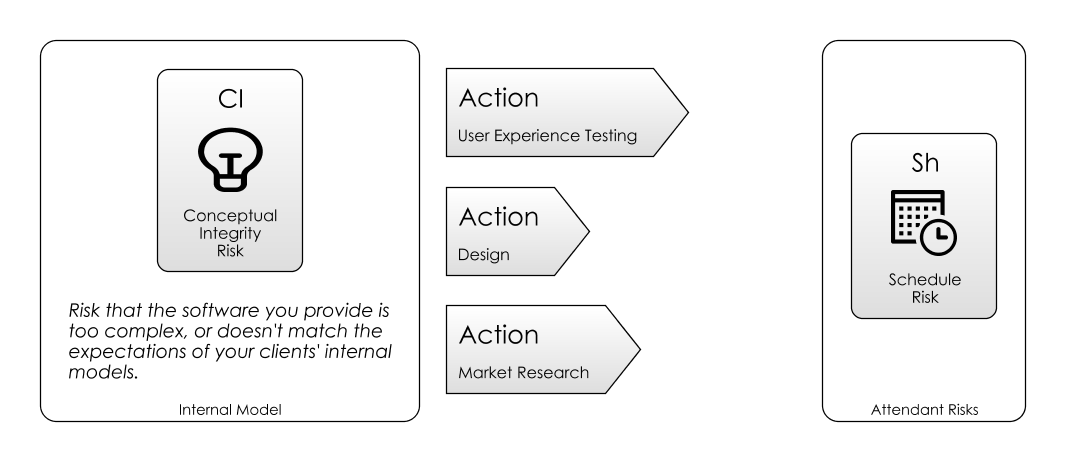 CI
Conceptual
Integrity
Risk
Risk that the software you provide is
too complex, or doesn't match the
expectations of your clients' internal
models.
Internal Model
Action
User Experience Testing
Action
Design
Action
Market Research
Sh
Schedule
Risk
Attendant Risks